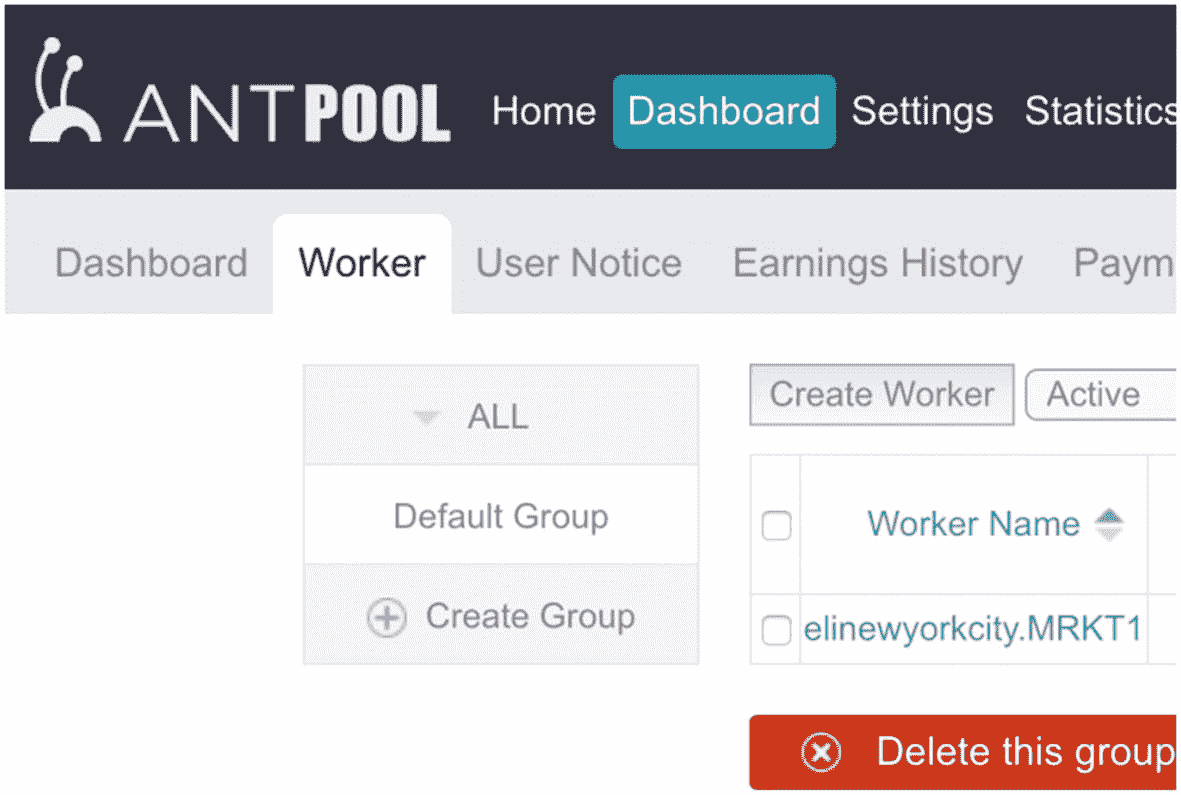 ANTPOOL Home Dashboard Settings Statistics
Dashboard Worker User Notice Earnings History Paym
ALL
Default Group
Create Group
Create Worker Active
Worker Name
elinewyorkcity.MRKT1
Delete this group